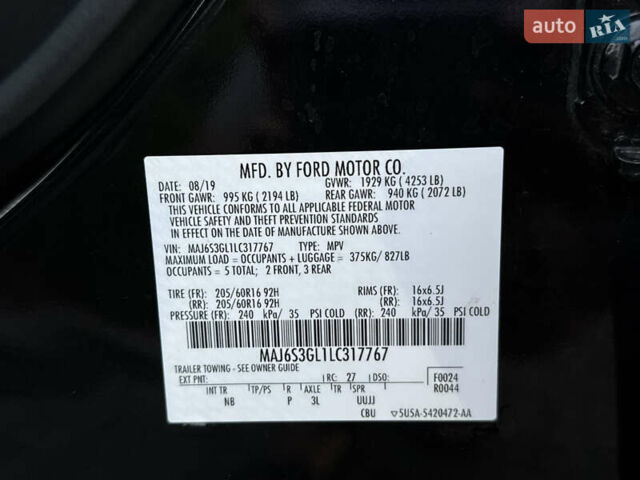 auto RIA.com
MFD. BY FORD MOTOR CO.
DATE: 08/19 GVWR: 1929 KG ( 4253 LB)
FRONT GAWR: 995 KG ( 2194 LB) REAR GAWR: 940 KG ( 2072 LB)
THIS VEHICLE CONFORMS TO ALL APPLICABLE FEDERAL MOTOR
VEHICLE SAFETY AND THEFT PREVENTION STANDARDS
IN EFFECT ON THE DATE OF MANUFACTURE SHOWN ABOVE.
VIN: MAJ6S3GL1LC317767 TYPE: MPV
MAXIMUM LOAD = OCCUPANTS + LUGGAGE = 375KG/ 827LB
OCCUPANTS = 5 TOTAL; 2 FRONT, 3 REAR
TIRE (FR): 205/60R16 92H RIMS (FR): 16x6.5J
(RR): 205/60R16 92H (RR): 16x6.5J
PRESSURE (FR): 240 kPa/ 35 PSI COLD (RR): 240 kPa/ 35 PSI COLD
MAJ6S3GL1LC317767
TRAILER TOWING - SEE OWNER GUIDE
EXT PNT: RC: 27 DSO: F0024
R0044
INT TR TP/PS R AXLE TR SPR
NB P 3L UUJJ
CBU ▽5U5A-5420472-AA